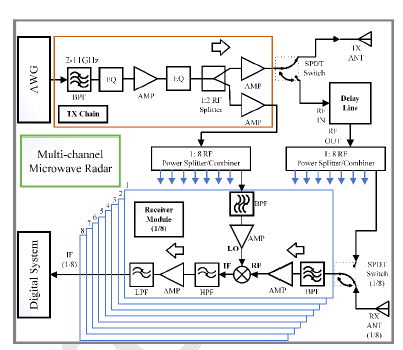 AWG
2-11GHz
BPF
EQ
AMP
EQ
1:2 RF
Splitter
AMP
AMP
TX Chain
SPDT
Switch
TX
ANT
Delay
Line
RF
IN
RF
OUT
Multi-channel
Microwave Radar
1: 8 RF
Power Splitter/Combiner
1: 8 RF
Power Splitter/Combiner
1
2
3
4
5
6
7
8
Receiver
Module
(1/8)
BPF
AMP
LO
Digital System
IF
(1/8)
LPF
AMP
HPF
IF
RF
AMP
BPF
SPDT
Switch
(1/8)
RX
ANT
(1/8)